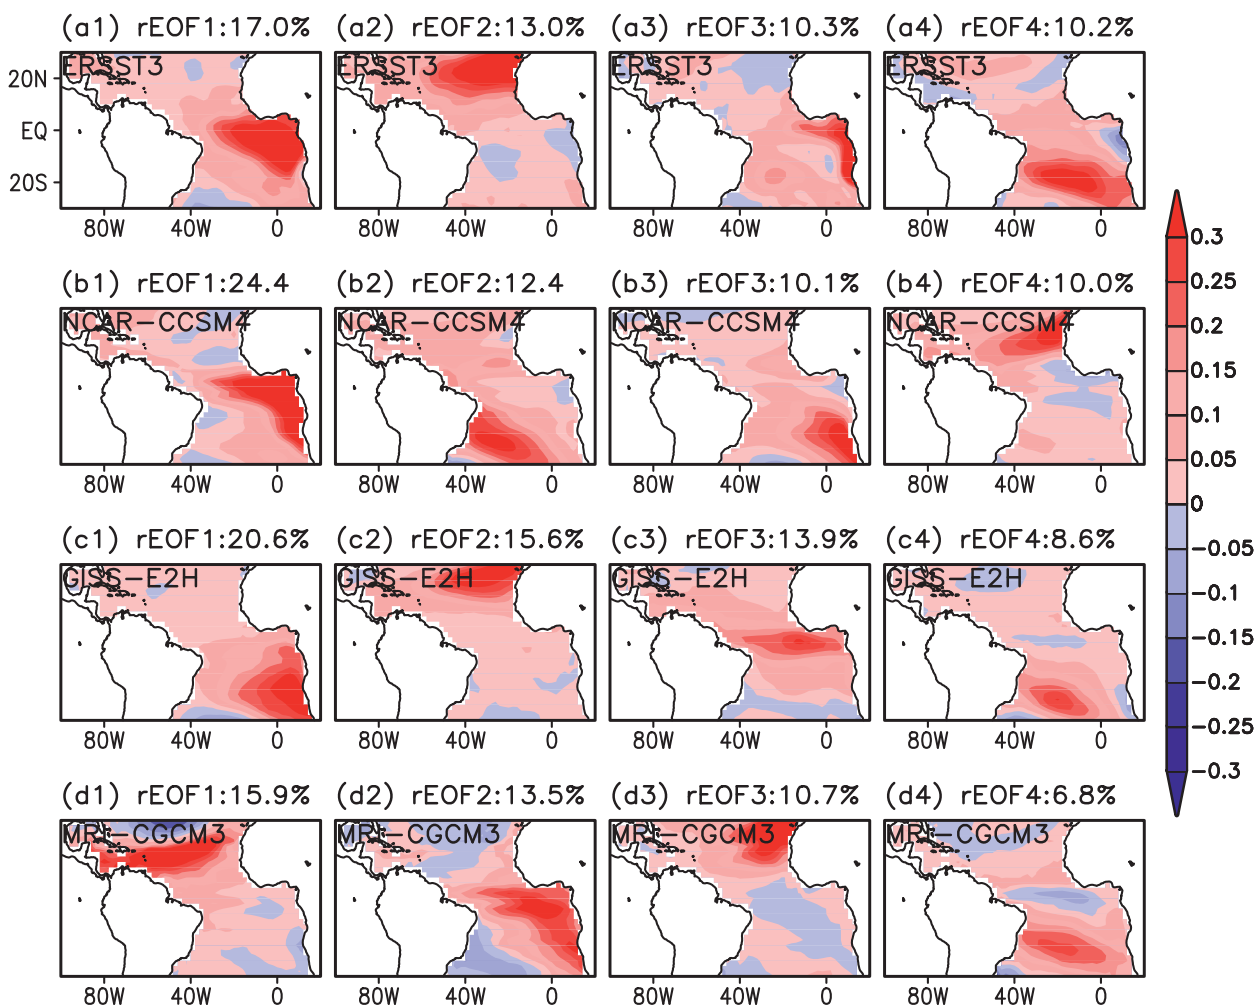 (a1) rEOF1:17.0% (a2) rEOF2:13.0% (a3) rEOF3:10.3% (a4) rEOF4:10.2%
ERSST3 ERSST3 ERSST3 ERSST3
20N
EQ
20S
80W 40W 0 80W 40W 0 80W 40W 0 80W 40W 0
(b1) rEOF1:24.4 (b2) rEOF2:12.4 (b3) rEOF3:10.1% (b4) rEOF4:10.0%
NCAR-CCSM4 NCAR-CCSM4 NCAR-CCSM4 NCAR-CCSM4
80W 40W 0 80W 40W 0 80W 40W 0 80W 40W 0
(c1) rEOF1:20.6% (c2) rEOF2:15.6% (c3) rEOF3:13.9% (c4) rEOF4:8.6%
GISS-E2H GISS-E2H GISS-E2H GISS-E2H
80W 40W 0 80W 40W 0 80W 40W 0 80W 40W 0
(d1) rEOF1:15.9% (d2) rEOF2:13.5% (d3) rEOF3:10.7% (d4) rEOF4:6.8%
MRI-CGCM3 MRI-CGCM3 MRI-CGCM3 MRI-CGCM3
80W 40W 0 80W 40W 0 80W 40W 0 80W 40W 0
0.3
0.25
0.2
0.15
0.1
0.05
0
-0.05
-0.1
-0.15
-0.2
-0.25
-0.3